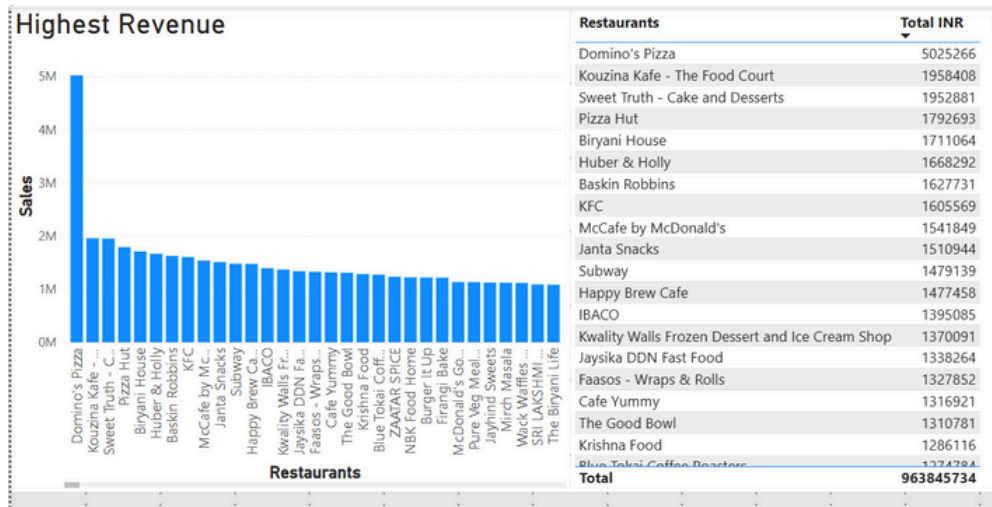 Highest Revenue
5M
4M
3M
2M
1M
0M
Sales
Domino's Pizza
Kouzina Kafe - ...
Sweet Truth - C...
Pizza Hut
Biryani House
Huber & Holly
Baskin Robbins
KFC
McCafe by Mc...
Janta Snacks
Subway
Happy Brew Ca...
IBACO
Kwality Walls Fr...
Jaysika DDN Fa...
Faasos - Wraps...
Cafe Yummy
The Good Bowl
Krishna Food
Blue Tokai Coff...
ZAATAR SPICE
NBK Food Home
Burger It Up
Firangi Bake
McDonald's Go...
Pure Veg Meal...
Jayhind Sweets
Mirch Masala
Wack Waffles ...
SRI LAKSHMI ...
The Biryani Life
Restaurants
Restaurants Total INR
Domino's Pizza 5025266
Kouzina Kafe - The Food Court 1958408
Sweet Truth - Cake and Desserts 1952881
Pizza Hut 1792693
Biryani House 1711064
Huber & Holly 1668292
Baskin Robbins 1627731
KFC 1605569
McCafe by McDonald's 1541849
Janta Snacks 1510944
Subway 1479139
Happy Brew Cafe 1477458
IBACO 1395085
Kwality Walls Frozen Dessert and Ice Cream Shop 1370091
Jaysika DDN Fast Food 1338264
Faasos - Wraps & Rolls 1327852
Cafe Yummy 1316921
The Good Bowl 1310781
Krishna Food 1286116
Blue Tokai Coffee Roasters 1274784
Total 963845734